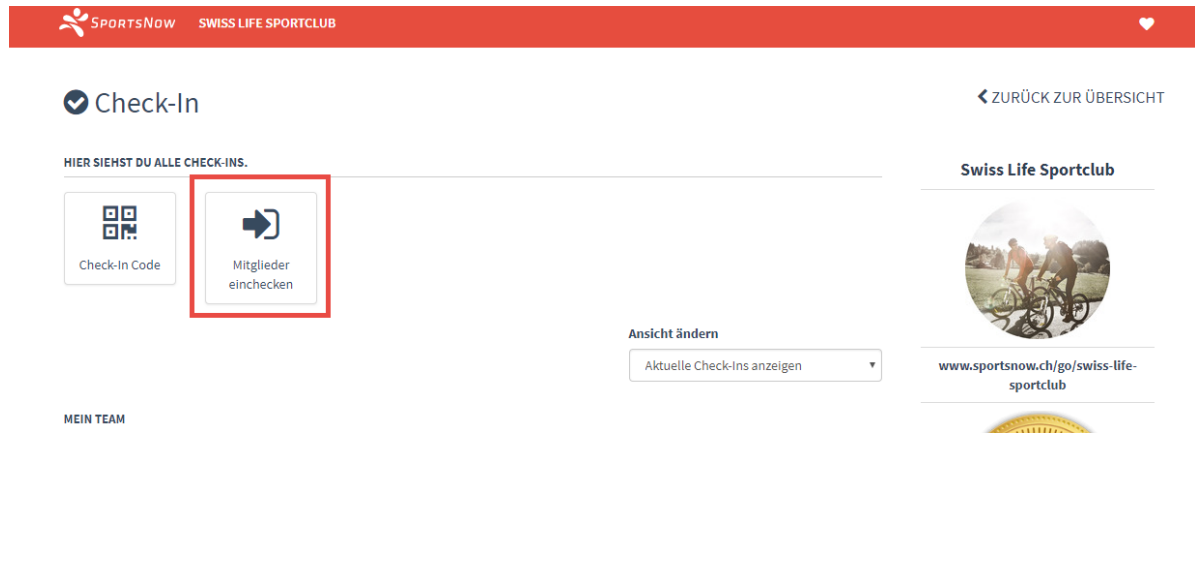 SPORTSNOW SWISS LIFE SPORTCLUB
Check-In
ZURÜCK ZUR ÜBERSICHT
HIER SIEHST DU ALLE CHECK-INS.
Check-In Code
Mitglieder
einchecken
Ansicht ändern
Aktuelle Check-Ins anzeigen
MEIN TEAM
Swiss Life Sportclub
www.sportsnow.ch/go/swiss-life-
sportclub